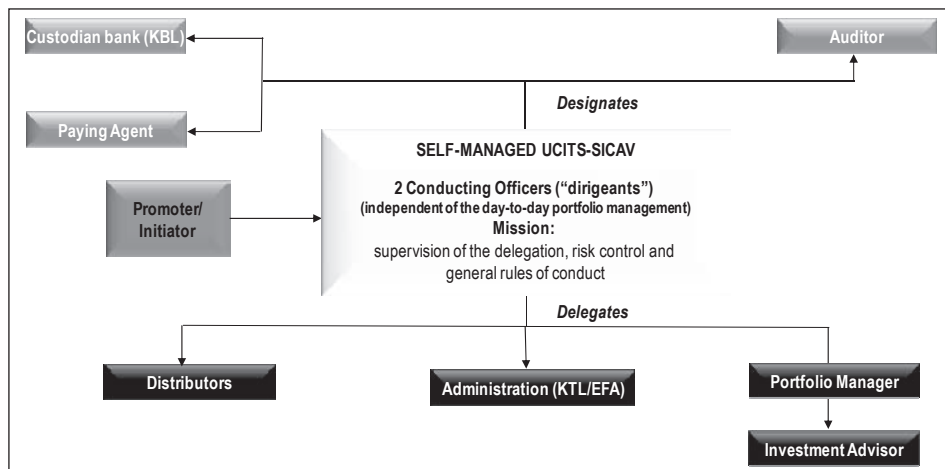 Custodian bank (KBL)
Auditor
Designates
Paying Agent
SELF-MANAGED UCITS-SICAV
2 Conducting Officers (“dirigeants”)
(independent of the day-to-day portfolio management)
Mission:
supervision of the delegation, risk control and
general rules of conduct
Promoter/
Initiator
Delegates
Distributors
Administration (KTL/EFA)
Portfolio Manager
Investment Advisor